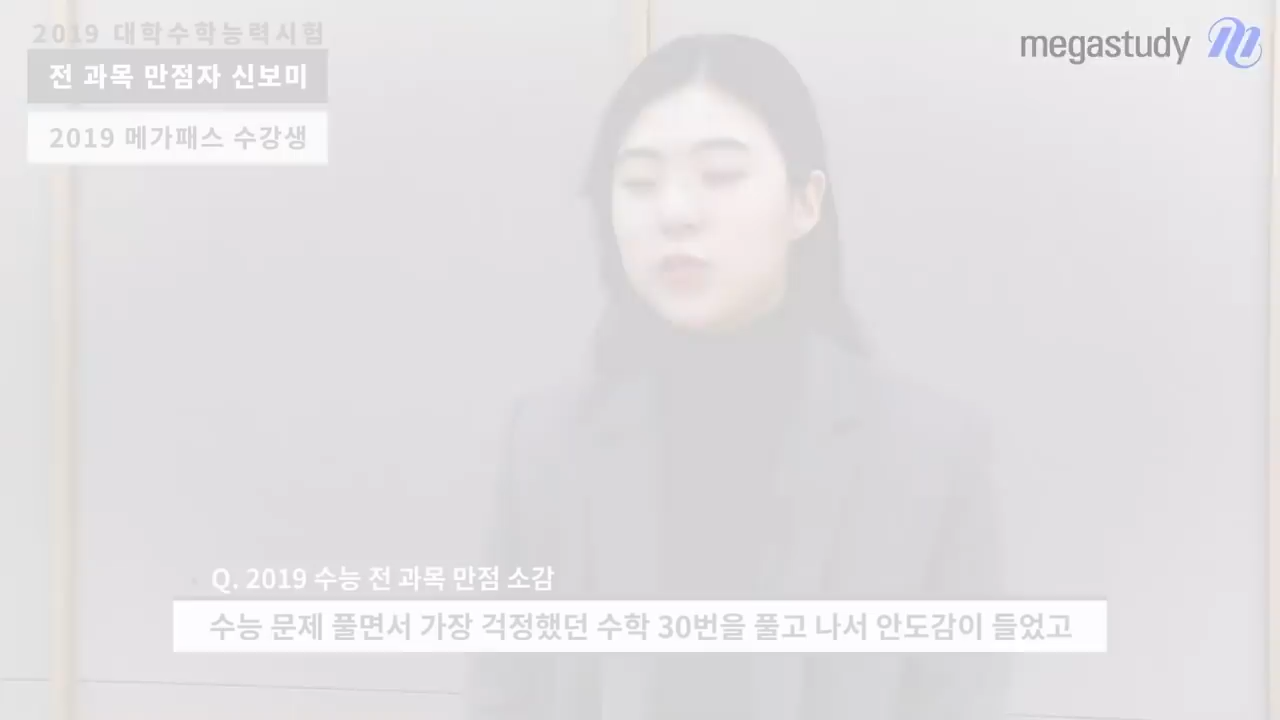 2019 대학수학능력시험
전 과목 만점자 신보미
2019 메가패스 수강생
megastudy
Q. 2019 수능 전 과목 만점 소감
수능 문제 풀면서 가장 걱정했던 수학 30번을 풀고 나서 안도감이 들었고